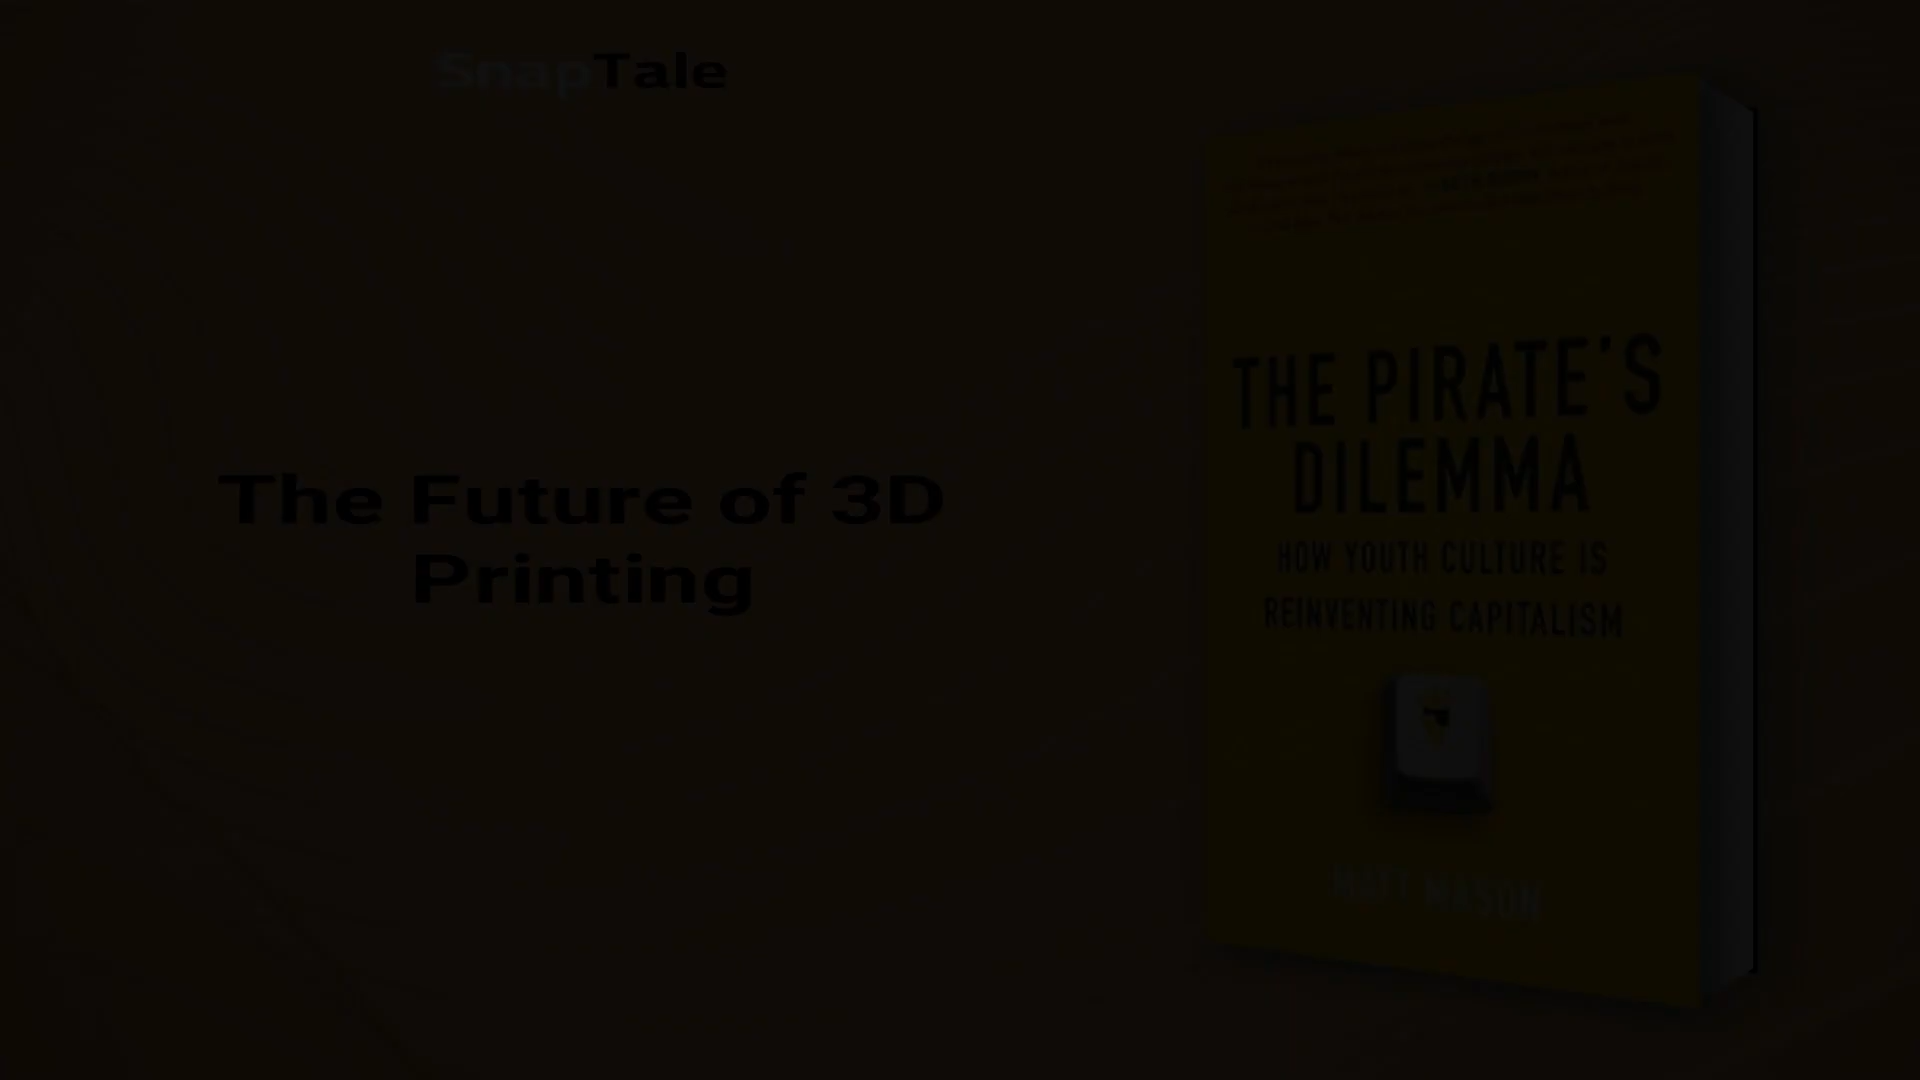 SnapTale
The Future of 3D
Printing
THE PIRATE'S
DILEMMA
HOW YOUTH CULTURE IS
REINVENTING CAPITALISM
MATT MASON